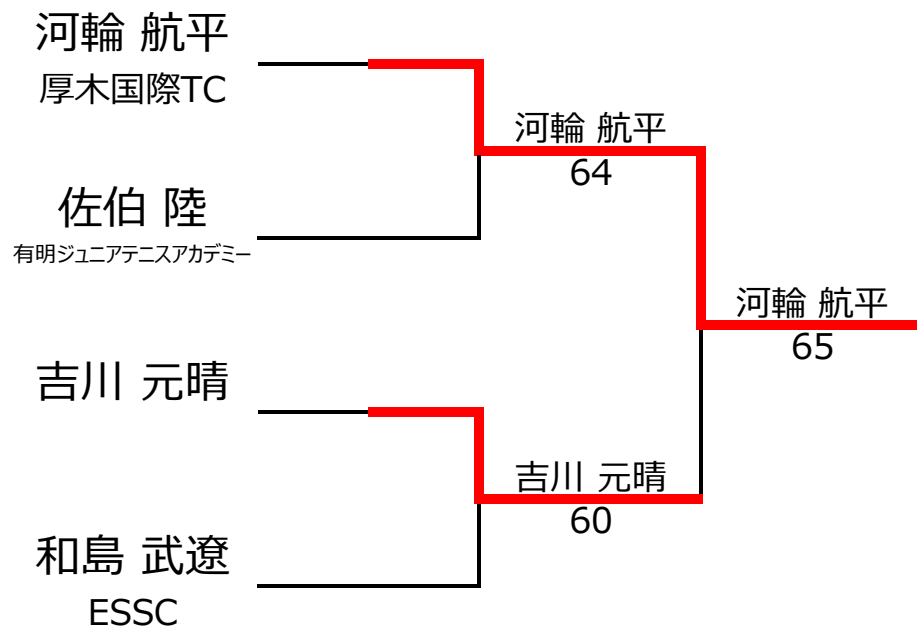 河輪 航平
厚木国際TC
河輪 航平
64
佐伯 陸
有明ジュニアテニスアカデミー
河輪 航平
65
吉川 元晴
吉川 元晴
60
和島 武遼
ESSC